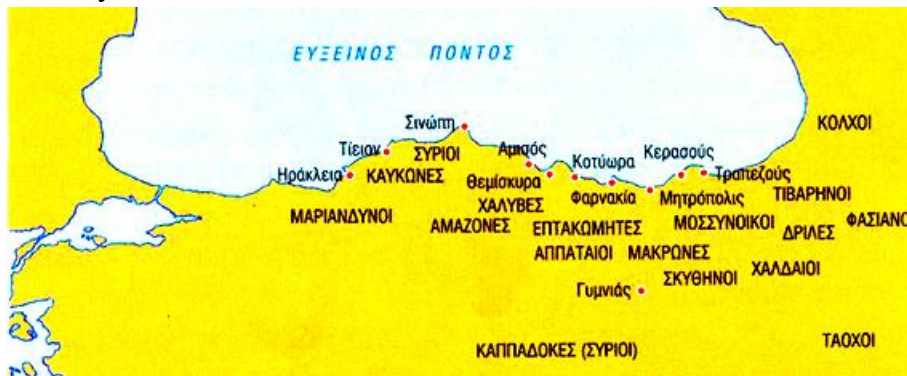 ΕΥΞΕΙΝΟΣ ΠΟΝΤΟΣ
Σινώπη
ΚΟΛΧΟΙ
Τίειον
ΣΥΡΙΟΙ
Αμισός
Κοτύωρα
Κερασούς
Ηράκλεια
ΚΑΥΚΩΝΕΣ
Θεμίσκυρα
Φαρνακία
Μητρόπολις
Τραπεζούς
ΤΙΒΑΡΗΝΟΙ
ΜΑΡΙΑΝΔΥΝΟΙ
ΧΑΛΥΒΕΣ
ΑΜΑΖΟΝΕΣ
ΕΠΤΑΚΩΜΗΤΕΣ
ΜΟΣΣΥΝΟΙΚΟΙ
ΔΡΙΛΕΣ
ΦΑΣΙΑΝΟ
ΑΠΠΑΤΑΙΟΙ
ΜΑΚΡΩΝΕΣ
ΣΚΥΘΗΝΟΙ
ΧΑΛΔΑΙΟΙ
Γυμνιάς
ΚΑΠΠΑΔΟΚΕΣ (ΣΥΡΙΟΙ)
ΤΑΟΧΟΙ